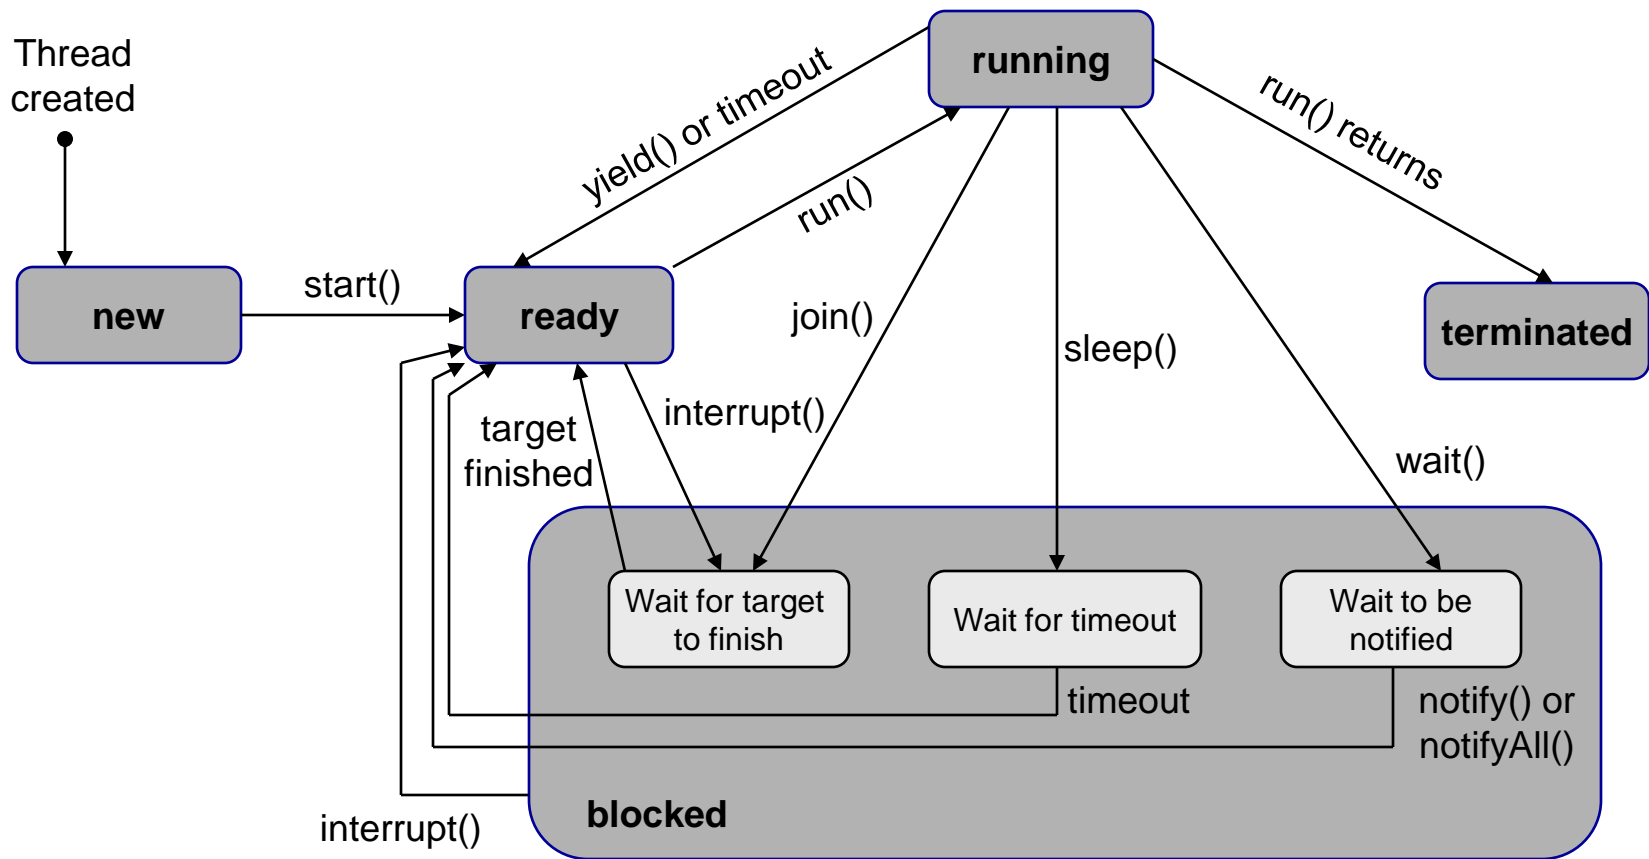 Thread
created
running
yield() or timeout
run() returns
run()
new
start()
ready
join()
sleep()
terminated
interrupt()
target
finished
wait()
Wait for target
to finish
Wait for timeout
Wait to be
notified
timeout
notify() or
notifyAll()
blocked
interrupt()